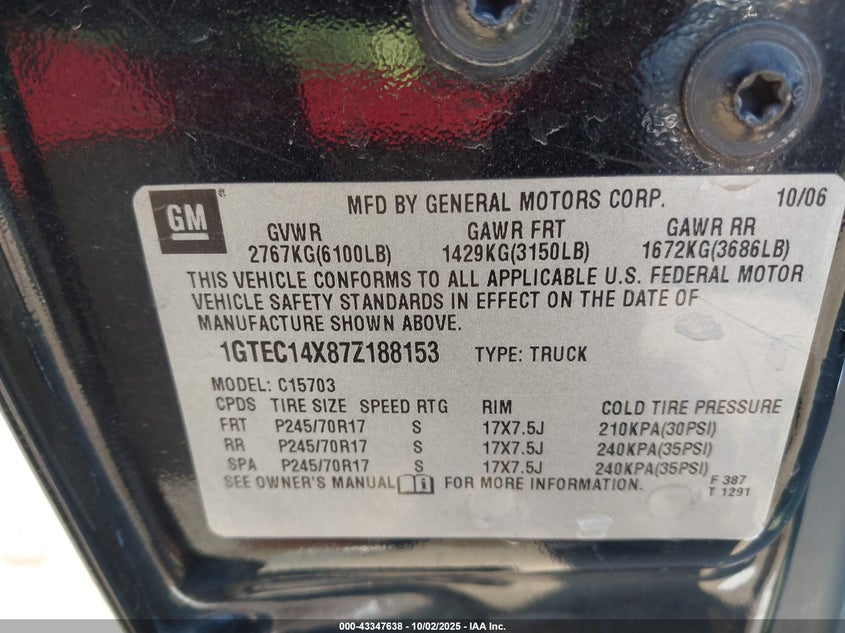 GM ®
MFD BY GENERAL MOTORS CORP. 10/06
GVWR GAWR FRT GAWR RR
2767KG(6100LB) 1429KG(3150LB) 1672KG(3686LB)
THIS VEHICLE CONFORMS TO ALL APPLICABLE U.S. FEDERAL MOTOR
VEHICLE SAFETY STANDARDS IN EFFECT ON THE DATE OF
MANUFACTURE SHOWN ABOVE.
1GTEC14X87Z188153 TYPE: TRUCK
MODEL: C15703
CPDS TIRE SIZE SPEED RTG RIM COLD TIRE PRESSURE
FRT P245/70R17 S 17X7.5J 210KPA(30PSI)
RR P245/70R17 S 17X7.5J 240KPA(35PSI)
SPA P245/70R17 S 17X7.5J 240KPA(35PSI)
SEE OWNER'S MANUAL i FOR MORE INFORMATION. F 387
T 1291
000-43347638 - 10/02/2025 - IAA Inc.